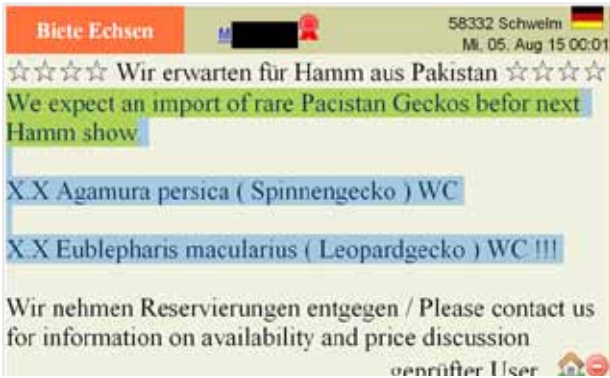 Biete Echsen
M
58332 Schwelm
Mi, 05. Aug 15 00:01
☆☆☆☆ Wir erwarten für Hamm aus Pakistan ☆☆☆☆
We expect an import of rare Pacistan Geckos befor next
Hamm show.
X.X Agamura persica ( Spinnengecko ) WC
X.X Eublepharis macularius ( Leopardgecko ) WC !!!
Wir nehmen Reservierungen entgegen / Please contact us
for information on availability and price discussion
geprüfter User